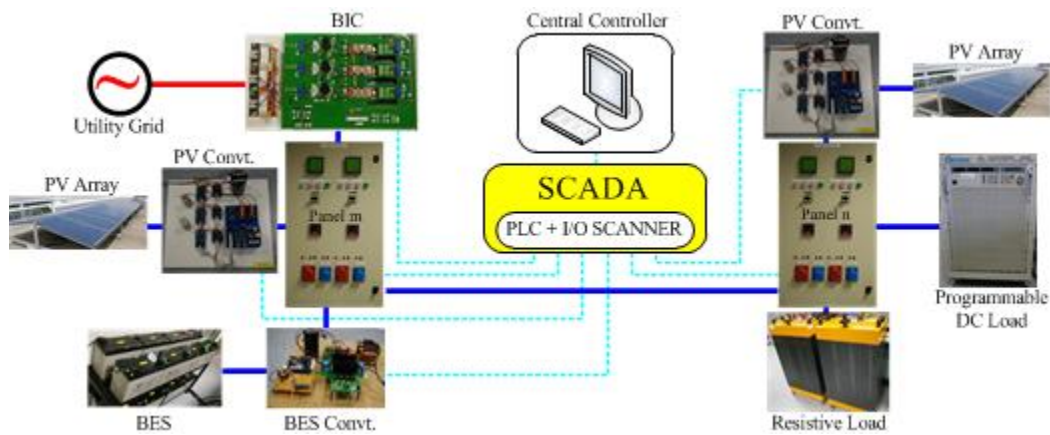 BIC
Central Controller
PV Convt.
PV Array
Utility Grid
PV Convt.
PV Array
SCADA
PLC + I/O SCANNER
Panel m
Panel n
Programmable
DC Load
BES
BES Convt.
Resistive Load